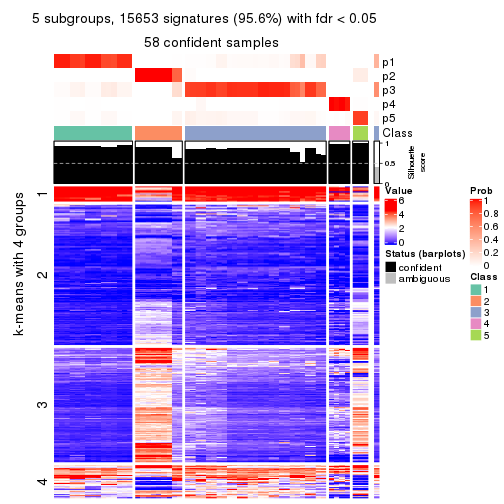 5 subgroups, 15653 signatures (95.6%) with fdr < 0.05
58 confident samples
p1
p2
p3
p4
p5
Class
1
0.5
0
Silhouette
score
k-means with 4 groups
1
2
3
4
Value
6
4
2
0
Status (barplots)
confident
ambiguous
Prob
1
0.8
0.6
0.4
0.2
0
Class
1
2
3
4
5